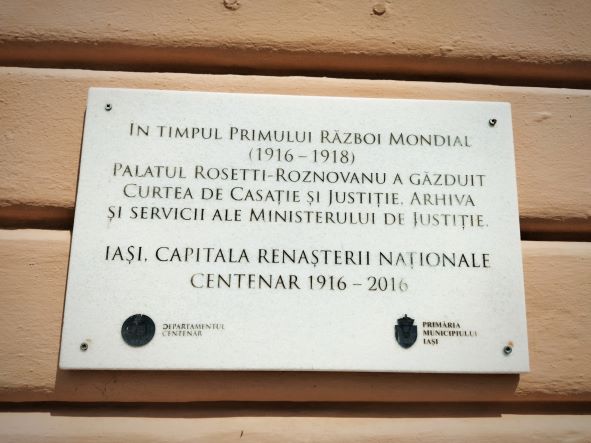 ÎN TIMPUL PRIMULUI RĂZBOI MONDIAL
(1916 – 1918)
PALATUL ROSETTI-ROZNOVANU A GĂZDUIT
CURTEA DE CASAȚIE ȘI JUSTIȚIE, ARHIVA
ȘI SERVICII ALE MINISTERULUI DE JUSTIȚIE.
IAȘI, CAPITALA RENAȘTERII NAȚIONALE
CENTENAR 1916 – 2016
DEPARTAMENTUL
CENTENAR
PRIMĂRIA
MUNICIPIULUI
IAȘI